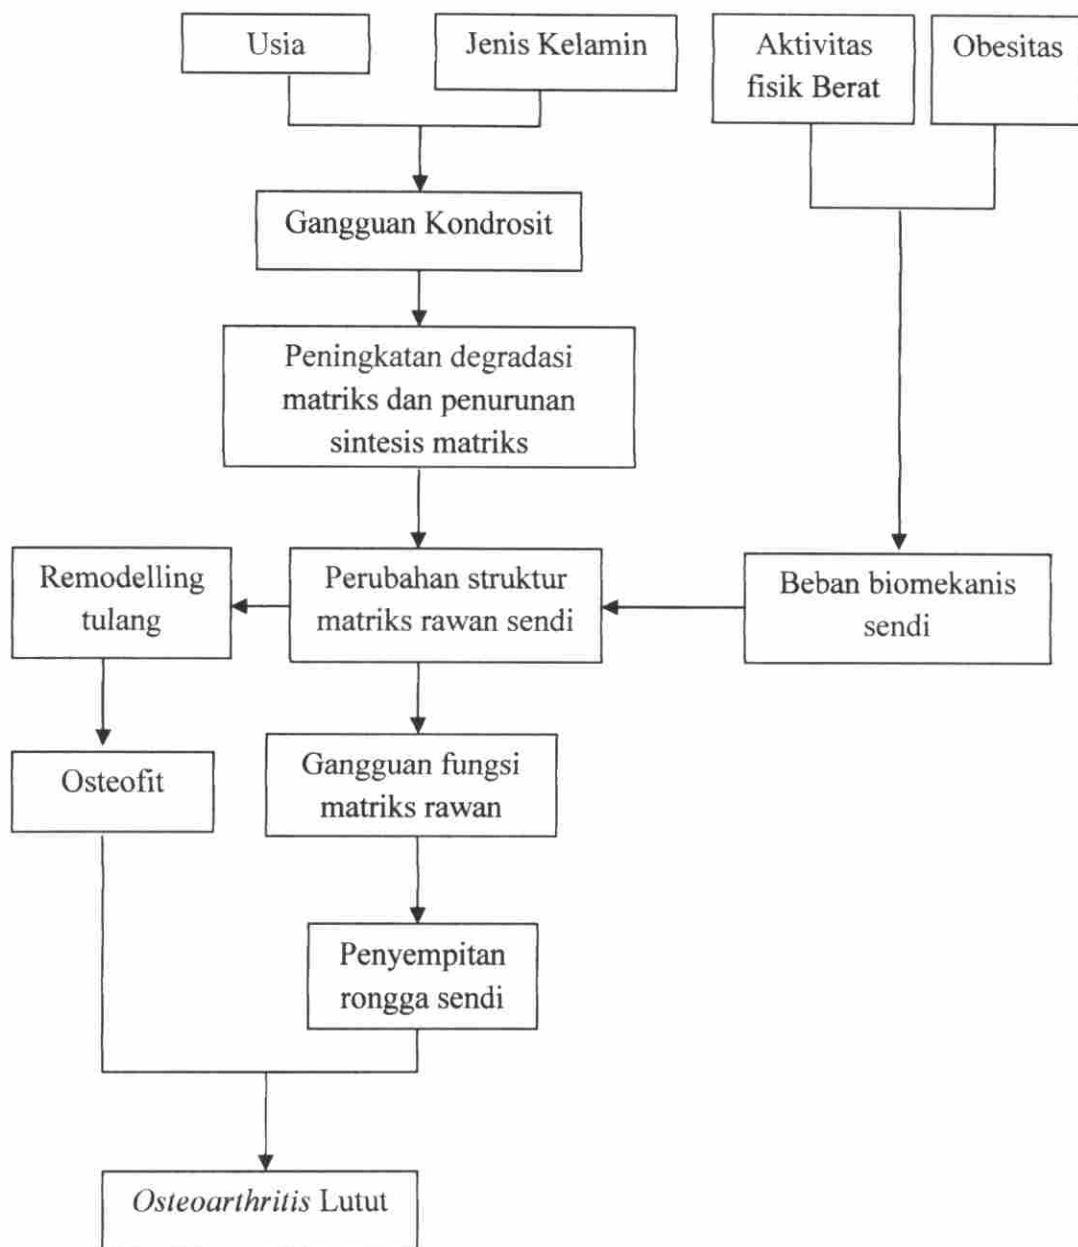 Usia
Jenis Kelamin
Aktivitas
fisik Berat
Obesitas
Gangguan Kondrosit
Peningkatan degradasi
matriks dan penurunan
sintesis matriks
Remodelling
tulang
Perubahan struktur
matriks rawan sendi
Beban biomekanis
sendi
Osteofit
Gangguan fungsi
matriks rawan
Penyempitan
rongga sendi
Osteoarthritis Lutut